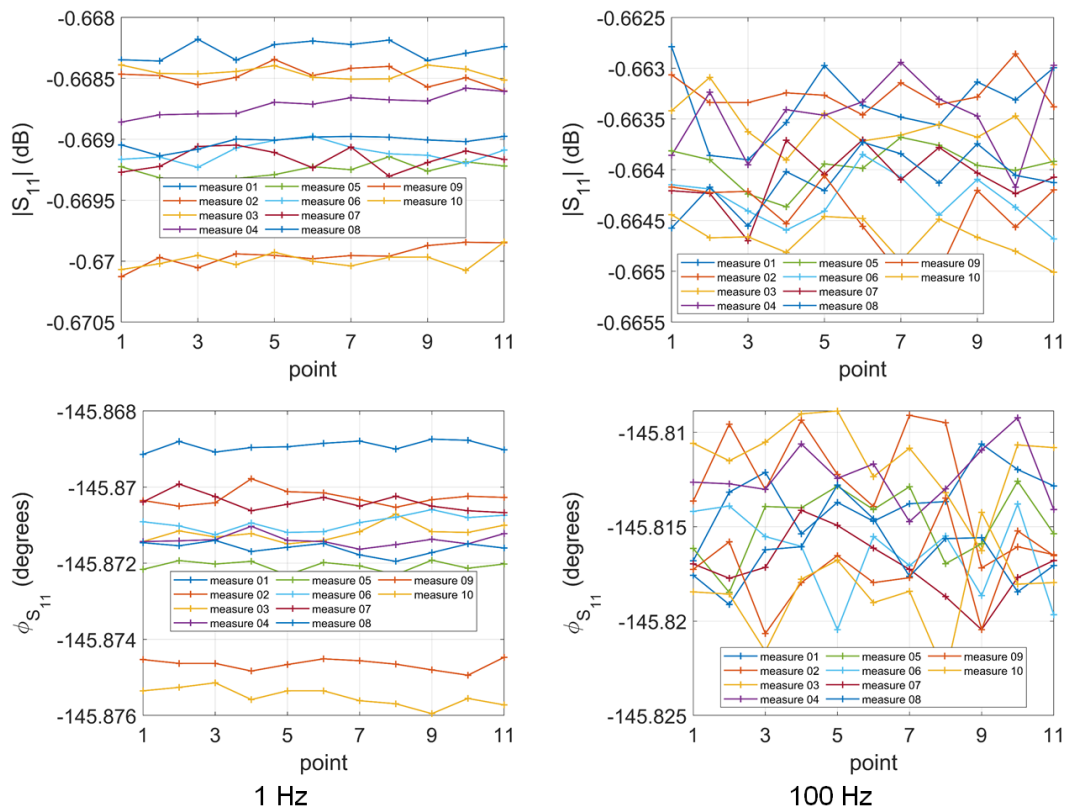 -0.668
-0.6685
-0.669
-0.6695
-0.67
-0.6705
|S11| (dB)
measure 01 measure 05 measure 09
measure 02 measure 06 measure 10
measure 03 measure 07
measure 04 measure 08
1 3 5 7 9 11
point
-0.6625
-0.663
-0.6635
-0.664
-0.6645
-0.665
-0.6655
|S11| (dB)
measure 01 measure 05 measure 09
measure 02 measure 06 measure 10
measure 03 measure 07
measure 04 measure 08
1 3 5 7 9 11
point
-145.868
-145.87
-145.872
-145.874
-145.876
ϕS11 (degrees)
measure 01 measure 05 measure 09
measure 02 measure 06 measure 10
measure 03 measure 07
measure 04 measure 08
1 3 5 7 9 11
point
1 Hz
-145.81
-145.815
-145.82
-145.825
ϕS11 (degrees)
measure 01 measure 05 measure 09
measure 02 measure 06 measure 10
measure 03 measure 07
measure 04 measure 08
1 3 5 7 9 11
point
100 Hz